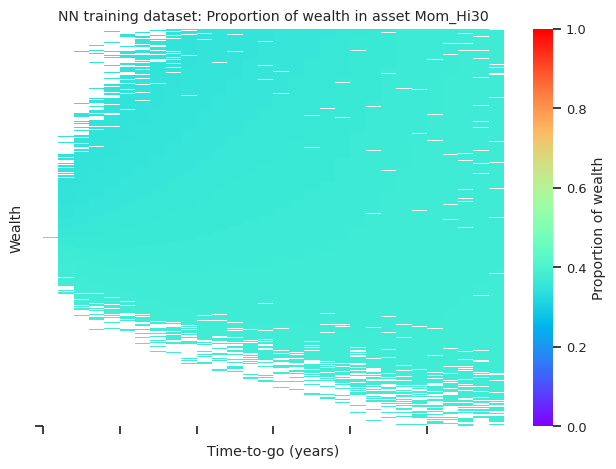 NN training dataset: Proportion of wealth in asset Mom_Hi30
Wealth
Time-to-go (years)
1.0
0.8
0.6
0.4
0.2
0.0
Proportion of wealth